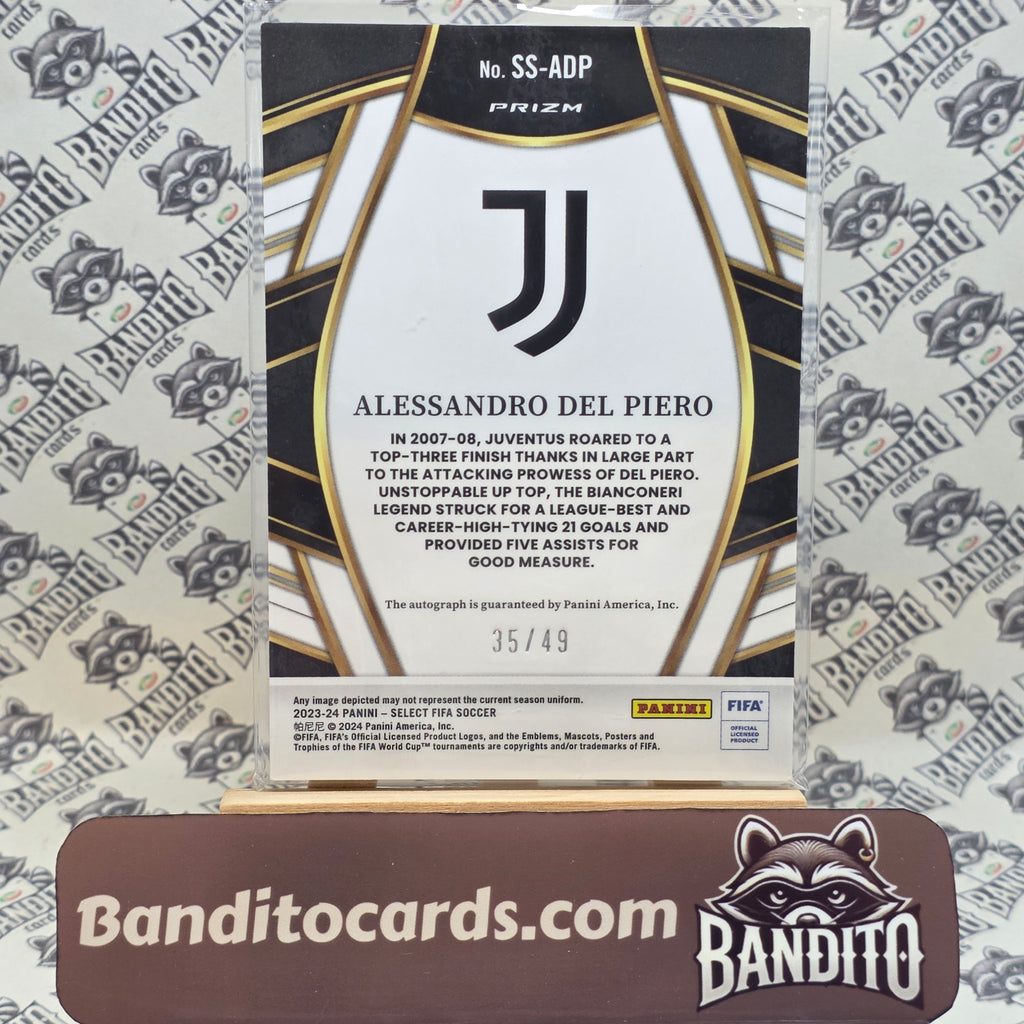 No. SS-ADP
PRIZM
ALESSANDRO DEL PIERO
IN 2007-08, JUVENTUS ROARED TO A
TOP-THREE FINISH THANKS IN LARGE PART
TO THE ATTACKING PROWESS OF DEL PIERO.
UNSTOPPABLE UP TOP, THE BIANCONERI
LEGEND STRUCK FOR A LEAGUE-BEST AND
CAREER-HIGH-TYING 21 GOALS AND
PROVIDED FIVE ASSISTS FOR
GOOD MEASURE.
The autograph is guaranteed by Panini America, Inc.
35/49
Any image depicted may not represent the current season uniform.
2023-24 PANINI – SELECT FIFA SOCCER
帕尼尼 © 2024 Panini America, Inc.
©FIFA, FIFA's Official Licensed Product Logos, and the Emblems, Mascots, Posters and
Trophies of the FIFA World Cup™ tournaments are copyrights and/or trademarks of FIFA.
PANINI
FIFA®
OFFICIAL
LICENSED
PRODUCT
Banditocards.com
BANDITO
BANDITO
cards